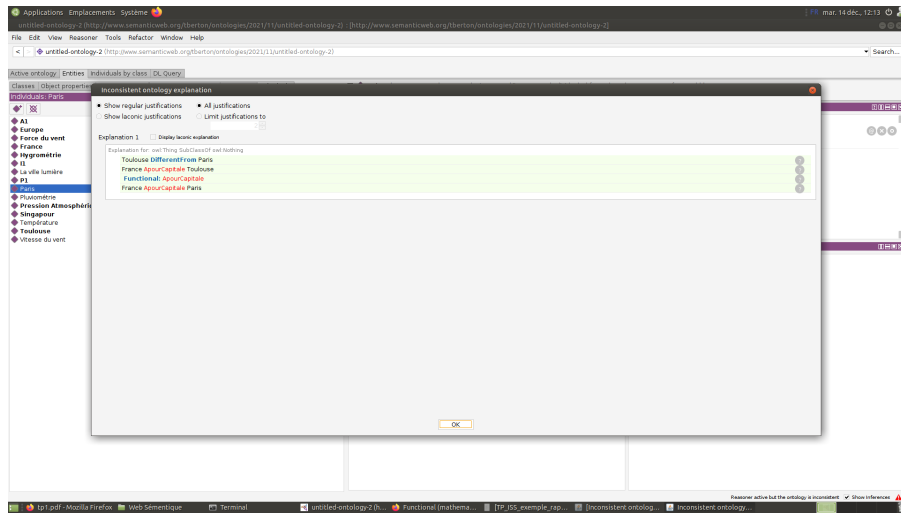 Applications Emplacements Système mar. 14 déc., 12:13
untitled-ontology-2 (http://www.semanticweb.org/tberton/ontologies/2021/11/untitled-ontology-2) : [http://www.semanticweb.org/tberton/ontologies/2021/11/untitled-ontology-2]
File Edit View Reasoner Tools Refactor Window Help
< > untitled-ontology-2 (http://www.semanticweb.org/tberton/ontologies/2021/11/untitled-ontology-2) Search...
Active ontology Entities Individuals by class DL Query
Classes Object properties
Inconsistent ontology explanation
Individuals: Paris
Show regular justifications All justifications
Show laconic justifications Limit justifications to
2
Explanation 1 Display laconic explanation
Explanation for: owl:Thing SubClassOf owl:Nothing
Toulouse DifferentFrom Paris
France ApourCapitale Toulouse
Functional: ApourCapitale
France ApourCapitale Paris
A1
Europe
Force du vent
France
Hygrométrie
I1
La ville lumière
P1
Paris
Pluviométrie
Pression Atmosphéri
Singapour
Température
Toulouse
Vitesse du vent
OK
Reasoner active but the ontology is inconsistent Show Inferences
tp1.pdf - Mozilla Firefox Web Sémentique Terminal untitled-ontology-2 (h... Functional (mathema... [TP_ISS_exemple_rap... [Inconsistent ontolog... Inconsistent ontology...